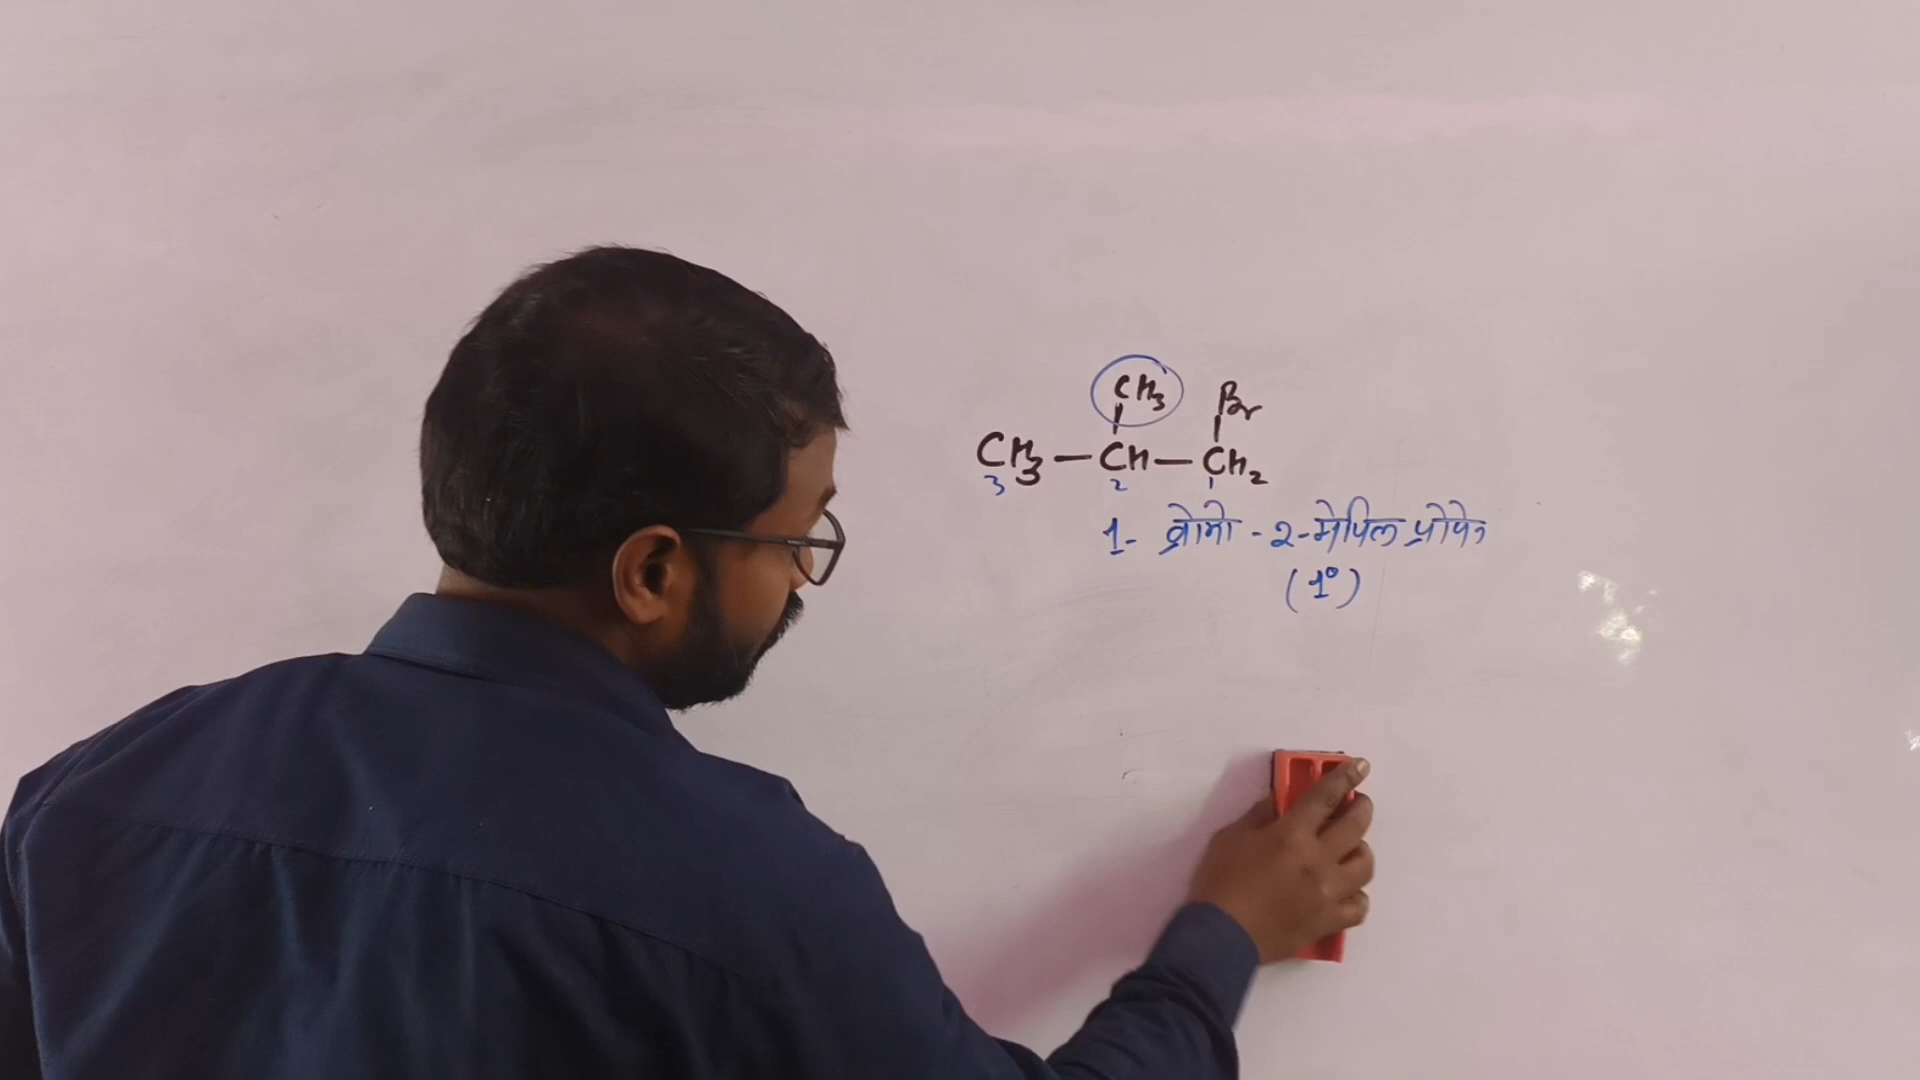 CH₃ Br
CH₃ — CH — CH₂
3 2 1
1- ब्रोमो - 2-मेथिल प्रोपेन
(1°)